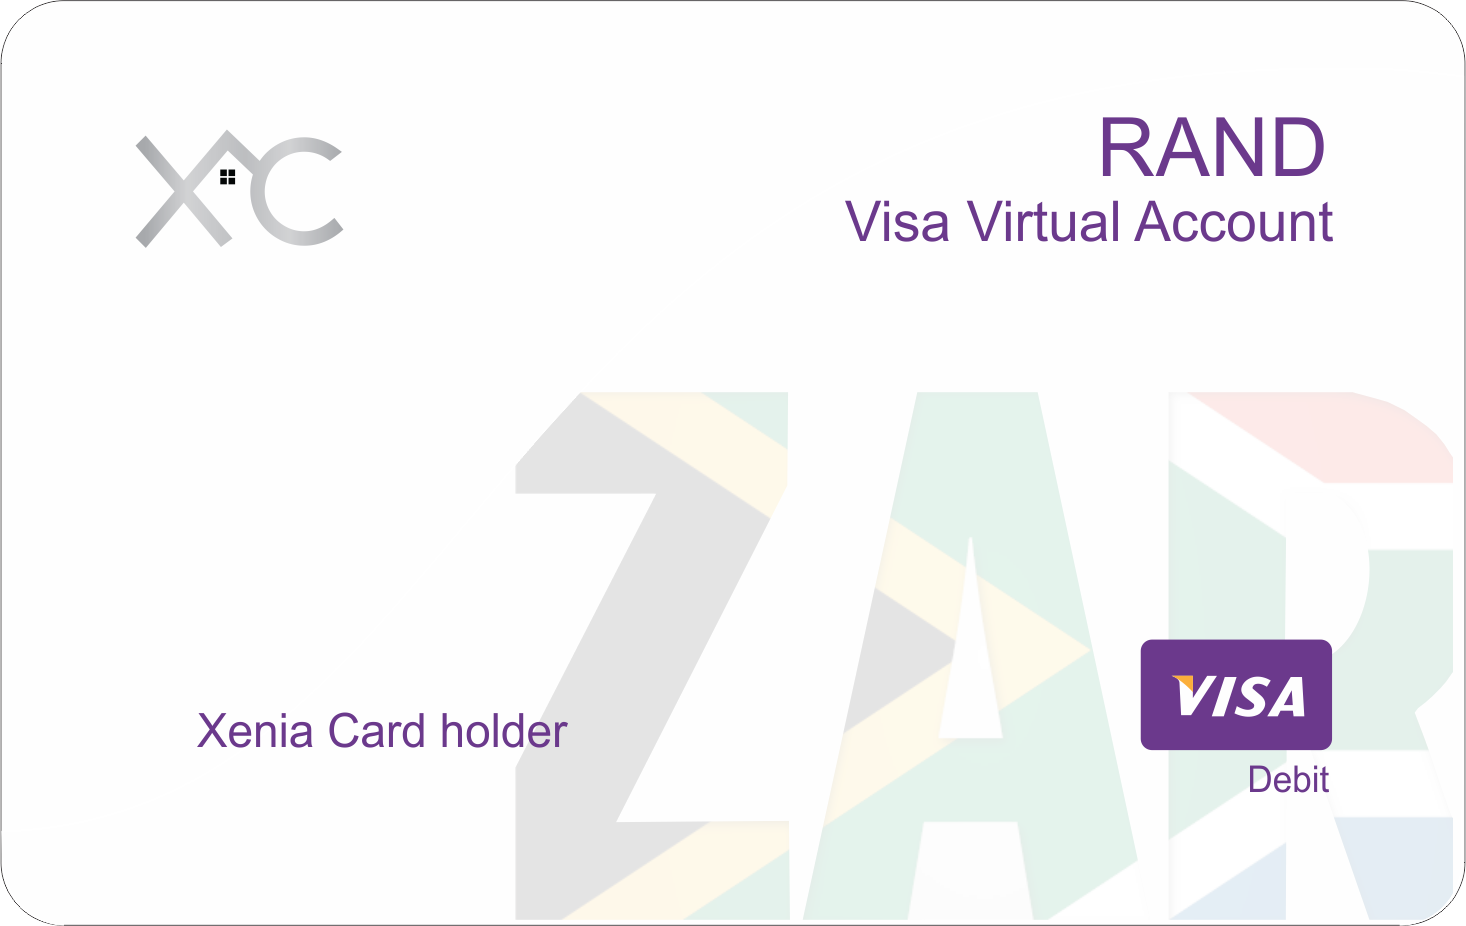 XC
RAND
Visa Virtual Account
ZAR
Xenia Card holder
VISA
Debit